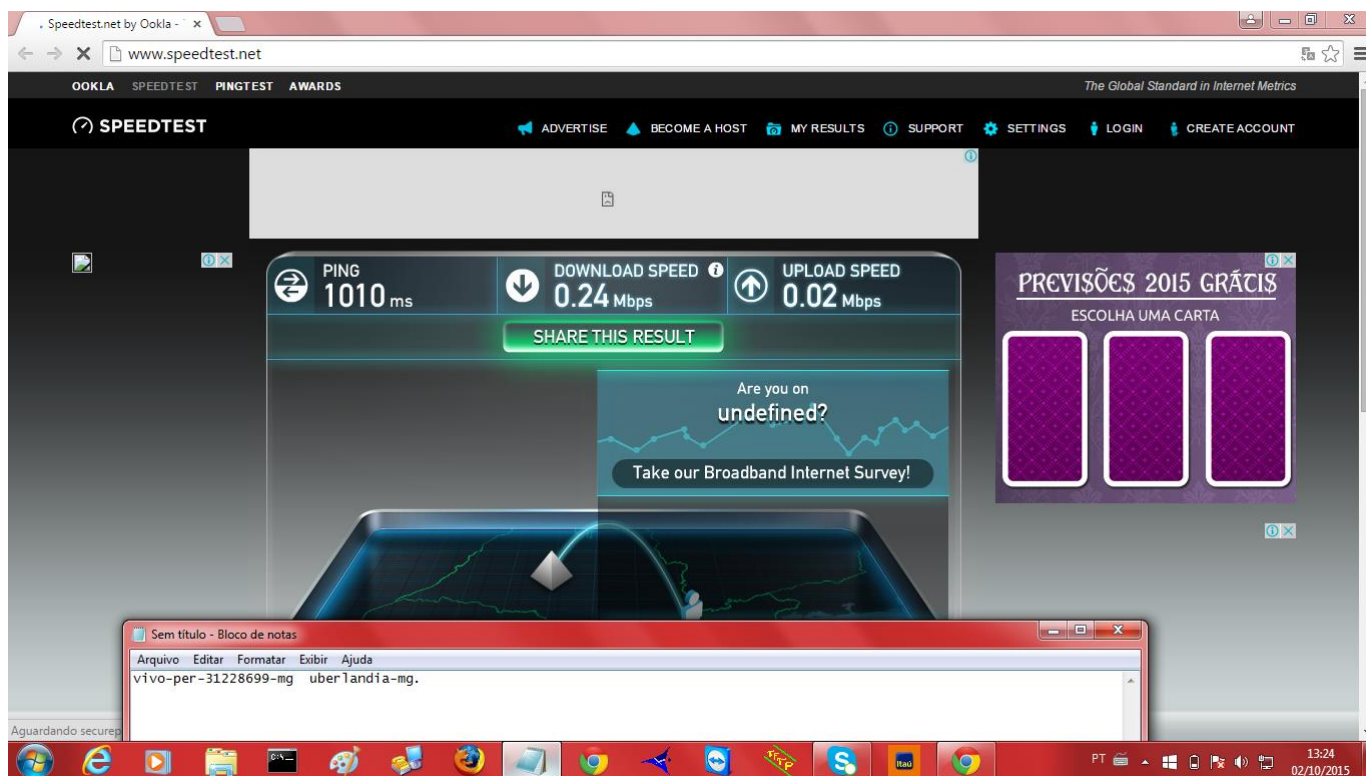 Speedtest.net by Ookla -
www.speedtest.net
OOKLA SPEEDTEST PINGTEST AWARDS
The Global Standard in Internet Metrics
SPEEDTEST
ADVERTISE BECOME A HOST MY RESULTS SUPPORT SETTINGS LOGIN CREATE ACCOUNT
PING
1010 ms
DOWNLOAD SPEED
0.24 Mbps
UPLOAD SPEED
0.02 Mbps
SHARE THIS RESULT
Are you on
undefined?
Take our Broadband Internet Survey!
PREVISÕES 2015 GRÁTIS
ESCOLHA UMA CARTA
Sem título - Bloco de notas
Arquivo Editar Formatar Exibir Ajuda
vivo-per-31228699-mg uberlandia-mg.
Aguardando securep
C:\_
TFTP
S
Itaú
PT
13:24
02/10/2015